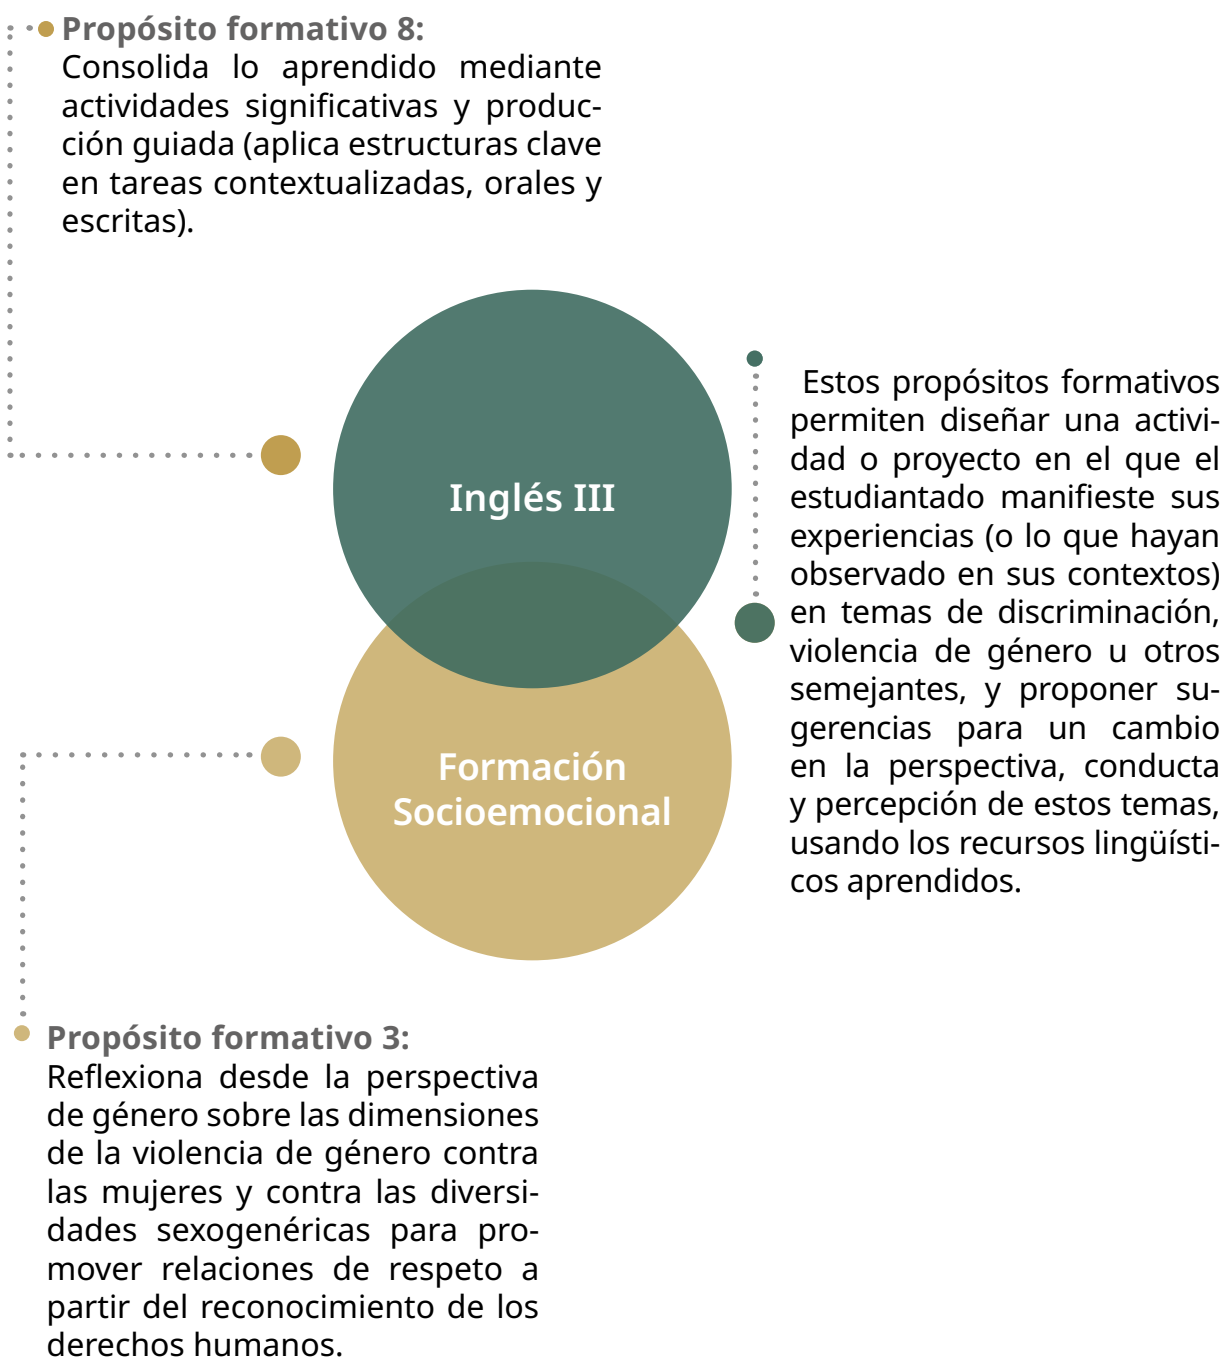 Propósito formativo 8:
Consolida lo aprendido mediante
actividades significativas y produc-
ción guiada (aplica estructuras clave
en tareas contextualizadas, orales y
escritas).
Inglés III
Estos propósitos formativos
permiten diseñar una activi-
dad o proyecto en el que el
estudiantado manifieste sus
experiencias (o lo que hayan
observado en sus contextos)
en temas de discriminación,
violencia de género u otros
semejantes, y proponer su-
gerencias para un cambio
en la perspectiva, conducta
y percepción de estos temas,
usando los recursos lingüísti-
cos aprendidos.
Formación
Socioemocional
Propósito formativo 3:
Reflexiona desde la perspectiva
de género sobre las dimensiones
de la violencia de género contra
las mujeres y contra las diversi-
dades sexogenéricas para pro-
mover relaciones de respeto a
partir del reconocimiento de los
derechos humanos.